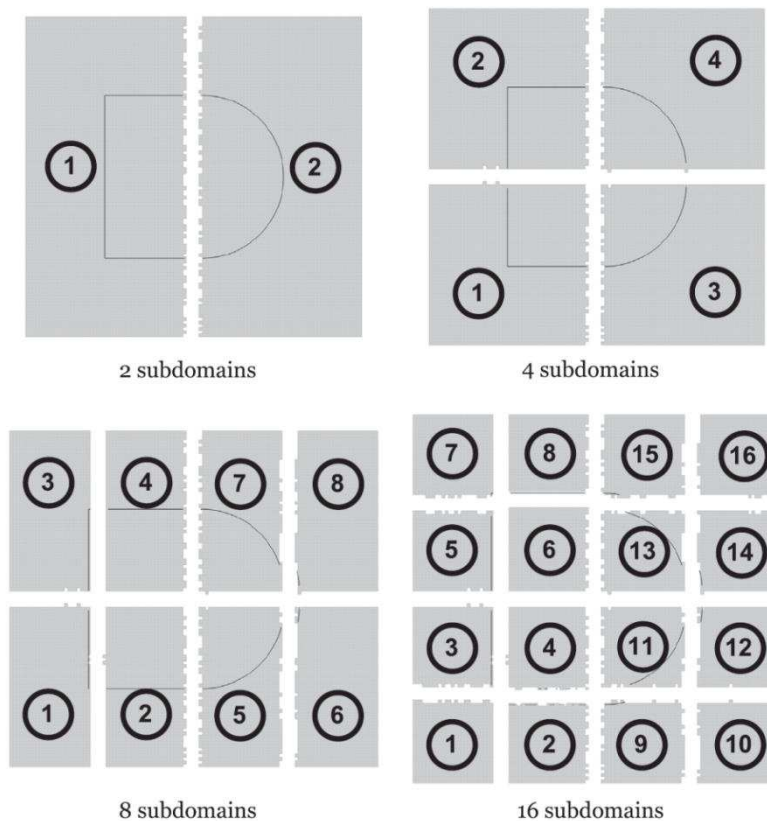 1 2
2 subdomains
2 4
1 3
4 subdomains
3 4 7 8
1 2 5 6
8 subdomains
7 8 15 16
5 6 13 14
3 4 11 12
1 2 9 10
16 subdomains